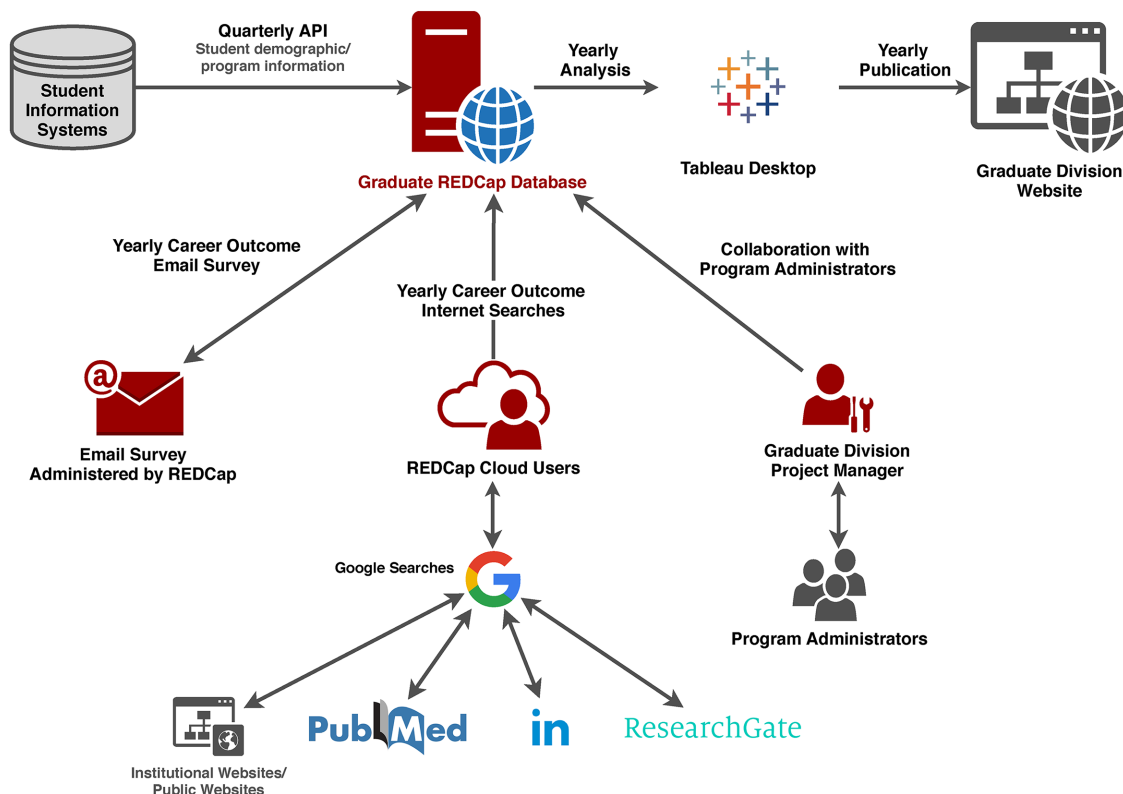 Quarterly API
Student demographic/
program information
Student
Information
Systems
Yearly
Analysis
Yearly
Publication
Graduate REDCap Database
Tableau Desktop
Graduate Division
Website
Yearly Career Outcome
Email Survey
Yearly Career Outcome
Internet Searches
Collaboration with
Program Administrators
@
Email Survey
Administered by REDCap
REDCap Cloud Users
Graduate Division
Project Manager
Google Searches
G
Program Administrators
Institutional Websites/
Public Websites
PubMed
in
ResearchGate